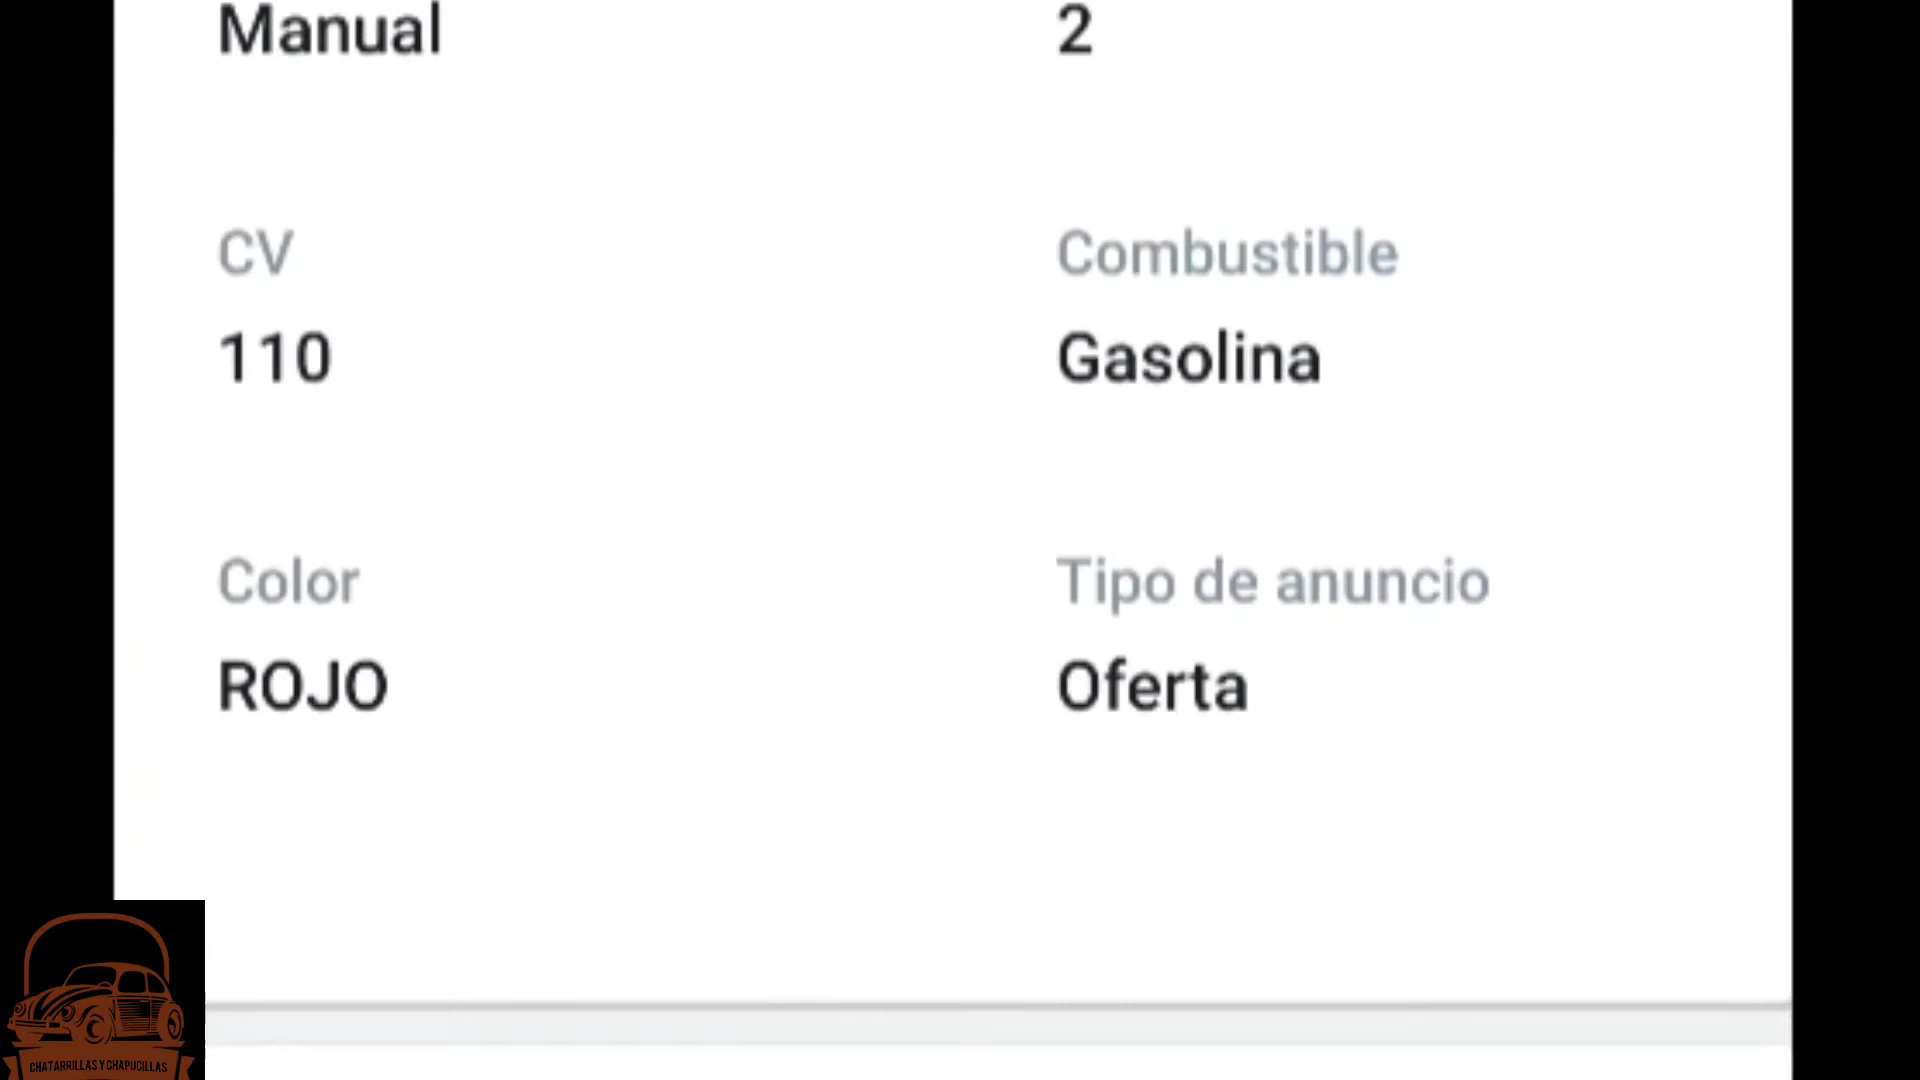 Manual 2
CV Combustible
110 Gasolina
Color Tipo de anuncio
ROJO Oferta
CHATARRILLAS Y CHAPUCILLAS